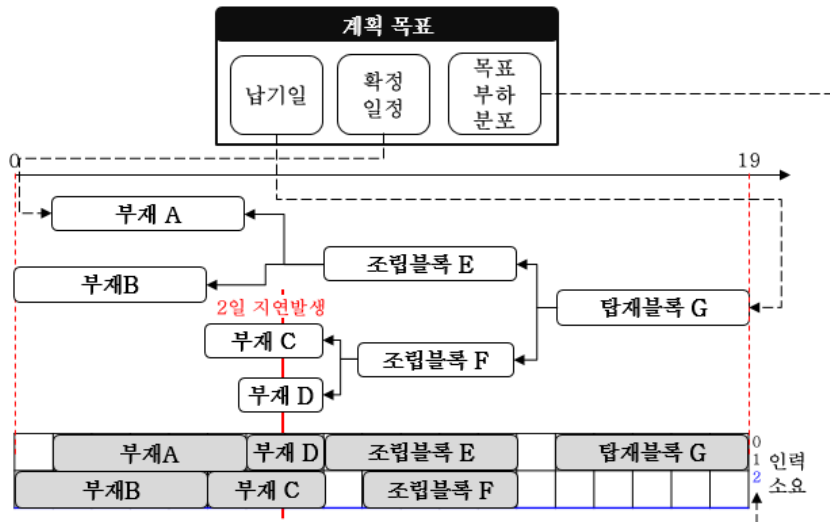 계획 목표
납기일
확정
일정
목표
부하
분포
0
19
부재 A
조립블록 E
부재B
2일 지연발생
탑재블록 G
부재 C
조립블록 F
부재 D
부재A
부재 D
조립블록 E
탑재블록 G
0
1
2
인력
소요
부재B
부재 C
조립블록 F